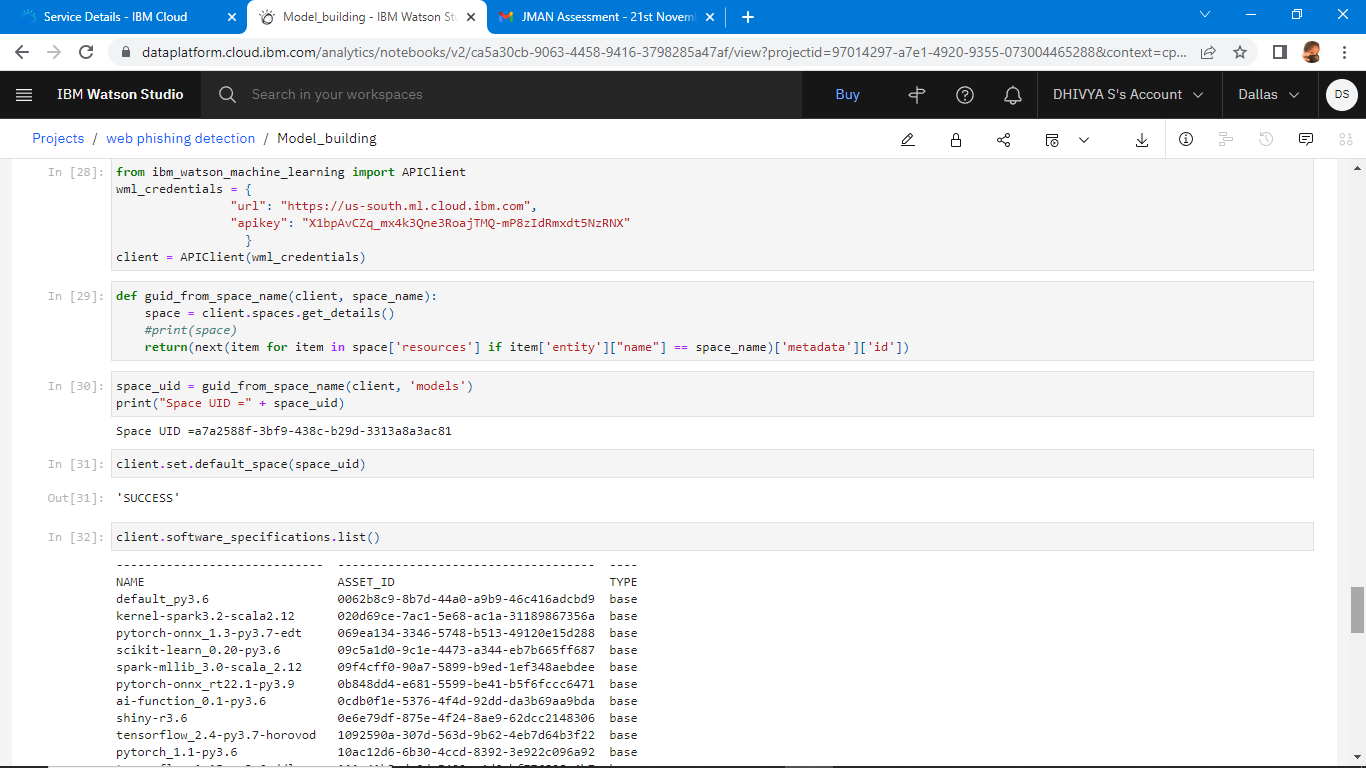 Service Details - IBM Cloud
Model_building - IBM Watson Stu
JMAN Assessment - 21st Novem
dataplatform.cloud.ibm.com/analytics/notebooks/v2/ca5a30cb-9063-4458-9416-3798285a47af/view?projectid=97014297-a7e1-4920-9355-073004465288&context=cp...
IBM Watson Studio
Search in your workspaces
Buy
DHIVYA S's Account
Dallas
DS
Projects / web phishing detection / Model_building
In [28]: from ibm_watson_machine_learning import APIClient
wml_credentials = {
"url": "https://us-south.ml.cloud.ibm.com",
"apikey": "X1bpAvCZq_mx4k3Qne3RoajTMQ-mP8zIdRmxdt5NzRNX"
}
client = APIClient(wml_credentials)
In [29]: def guid_from_space_name(client, space_name):
space = client.spaces.get_details()
#print(space)
return(next(item for item in space['resources'] if item['entity']["name"] == space_name)['metadata']['id'])
In [30]: space_uid = guid_from_space_name(client, 'models')
print("Space UID =" + space_uid)
Space UID =a7a2588f-3bf9-438c-b29d-3313a8a3ac81
In [31]: client.set.default_space(space_uid)
Out[31]: 'SUCCESS'
In [32]: client.software_specifications.list()
----------------------------- ------------------------------------ ----
NAME ASSET_ID TYPE
default_py3.6 0062b8c9-8b7d-44a0-a9b9-46c416adcbd9 base
kernel-spark3.2-scala2.12 020d69ce-7ac1-5e68-ac1a-31189867356a base
pytorch-onnx_1.3-py3.7-edt 069ea134-3346-5748-b513-49120e15d288 base
scikit-learn_0.20-py3.6 09c5a1d0-9c1e-4473-a344-eb7b665ff687 base
spark-mllib_3.0-scala_2.12 09f4cff0-90a7-5899-b9ed-1ef348aebdee base
pytorch-onnx_rt22.1-py3.9 0b848dd4-e681-5599-be41-b5f6fccc6471 base
ai-function_0.1-py3.6 0cdb0f1e-5376-4f4d-92dd-da3b69aa9bda base
shiny-r3.6 0e6e79df-875e-4f24-8ae9-62dcc2148306 base
tensorflow_2.4-py3.7-horovod 1092590a-307d-563d-9b62-4eb7d64b3f22 base
pytorch_1.1-py3.6 10ac12d6-6b30-4ccd-8392-3e922c096a92 base